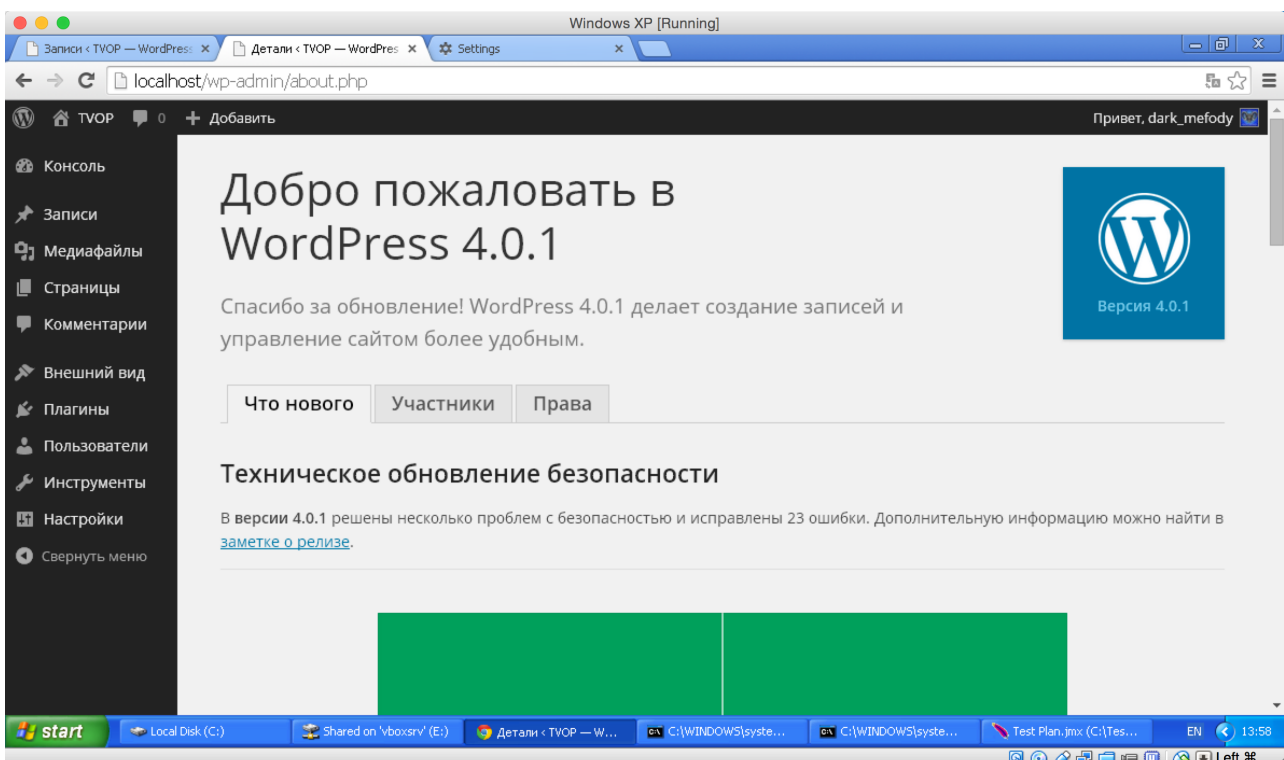 Windows XP [Running]
Записи ‹ TVOP — WordPress
Детали ‹ TVOP — WordPres
Settings
localhost/wp-admin/about.php
TVOP
0
Добавить
Привет, dark_mefody
Консоль
Записи
Медиафайлы
Страницы
Комментарии
Внешний вид
Плагины
Пользователи
Инструменты
Настройки
Свернуть меню
Добро пожаловать в
WordPress 4.0.1
Версия 4.0.1
Спасибо за обновление! WordPress 4.0.1 делает создание записей и
управление сайтом более удобным.
Что нового
Участники
Права
Техническое обновление безопасности
В версии 4.0.1 решены несколько проблем с безопасностью и исправлены 23 ошибки. Дополнительную информацию можно найти в
заметке о релизе.
start
Local Disk (C:)
Shared on 'vboxsrv' (E:)
Детали ‹ TVOP — W...
C:\WINDOWS\syste...
C:\WINDOWS\syste...
Test Plan.jmx (C:\Tes...
EN
13:58
Left ⌘